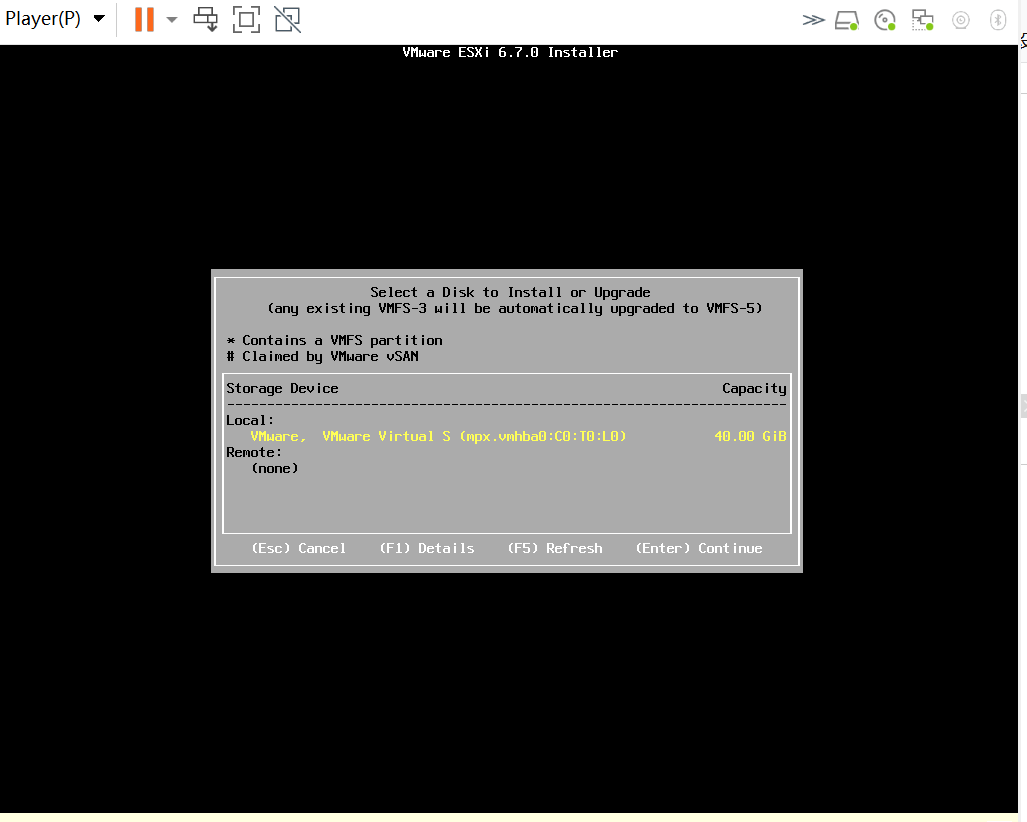 Player(P)
VMware ESXi 6.7.0 Installer
Select a Disk to Install or Upgrade
(any existing VMFS-3 will be automatically upgraded to VMFS-5)
* Contains a VMFS partition
# Claimed by VMware vSAN
Storage Device Capacity
Local:
VMware, VMware Virtual S (mpx.vmhba0:C0:T0:L0) 40.00 GiB
Remote:
(none)
(Esc) Cancel (F1) Details (F5) Refresh (Enter) Continue